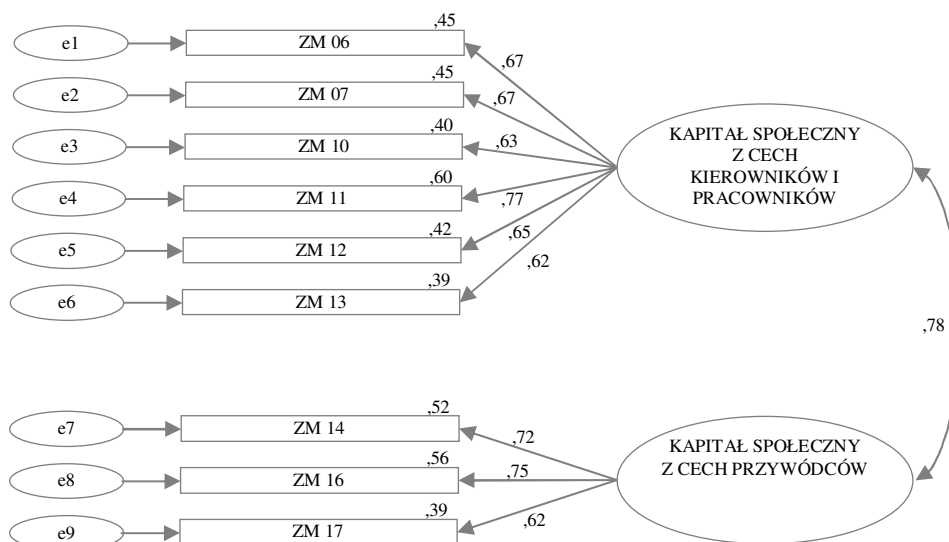 ,45
e1 ZM 06
,67
,45
e2 ZM 07
,67
,40
e3 ZM 10
,63
,60
e4 ZM 11
,77
,42
e5 ZM 12
,65
,39
e6 ZM 13
,62
KAPITAŁ SPOŁECZNY
Z CECH
KIEROWNIKÓW I
PRACOWNIKÓW
,78
,52
e7 ZM 14
,72
,56
e8 ZM 16
,75
,39
e9 ZM 17
,62
KAPITAŁ SPOŁECZNY
Z CECH PRZYWÓDCÓW